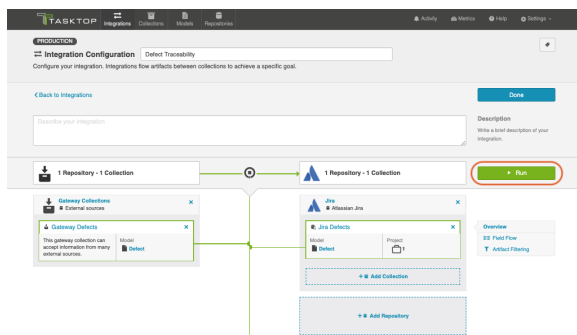 TASKTOP
Integrations
Collections
Models
Repositories
Activity
Metrics
Help
Settings
PRODUCTION
Integration Configuration
Defect Traceability
Configure your integration. Integrations flow artifacts between collections to achieve a specific goal.
Back to Integrations
Done
Describe your integration
Description
Write a brief description of your
integration.
1 Repository - 1 Collection
1 Repository - 1 Collection
Run
Gateway Collections
External sources
Gateway Defects
This gateway collection can
accept information from many
external sources.
Model
Defect
Jira
Atlassian Jira
Jira Defects
Model
Defect
Project
1
+ Add Collection
+ Add Repository
Overview
Field Flow
Artifact Filtering